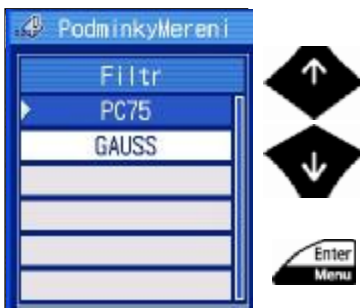 PodminkyMereni
Filtr
PC75
GAUSS
Enter
Menu